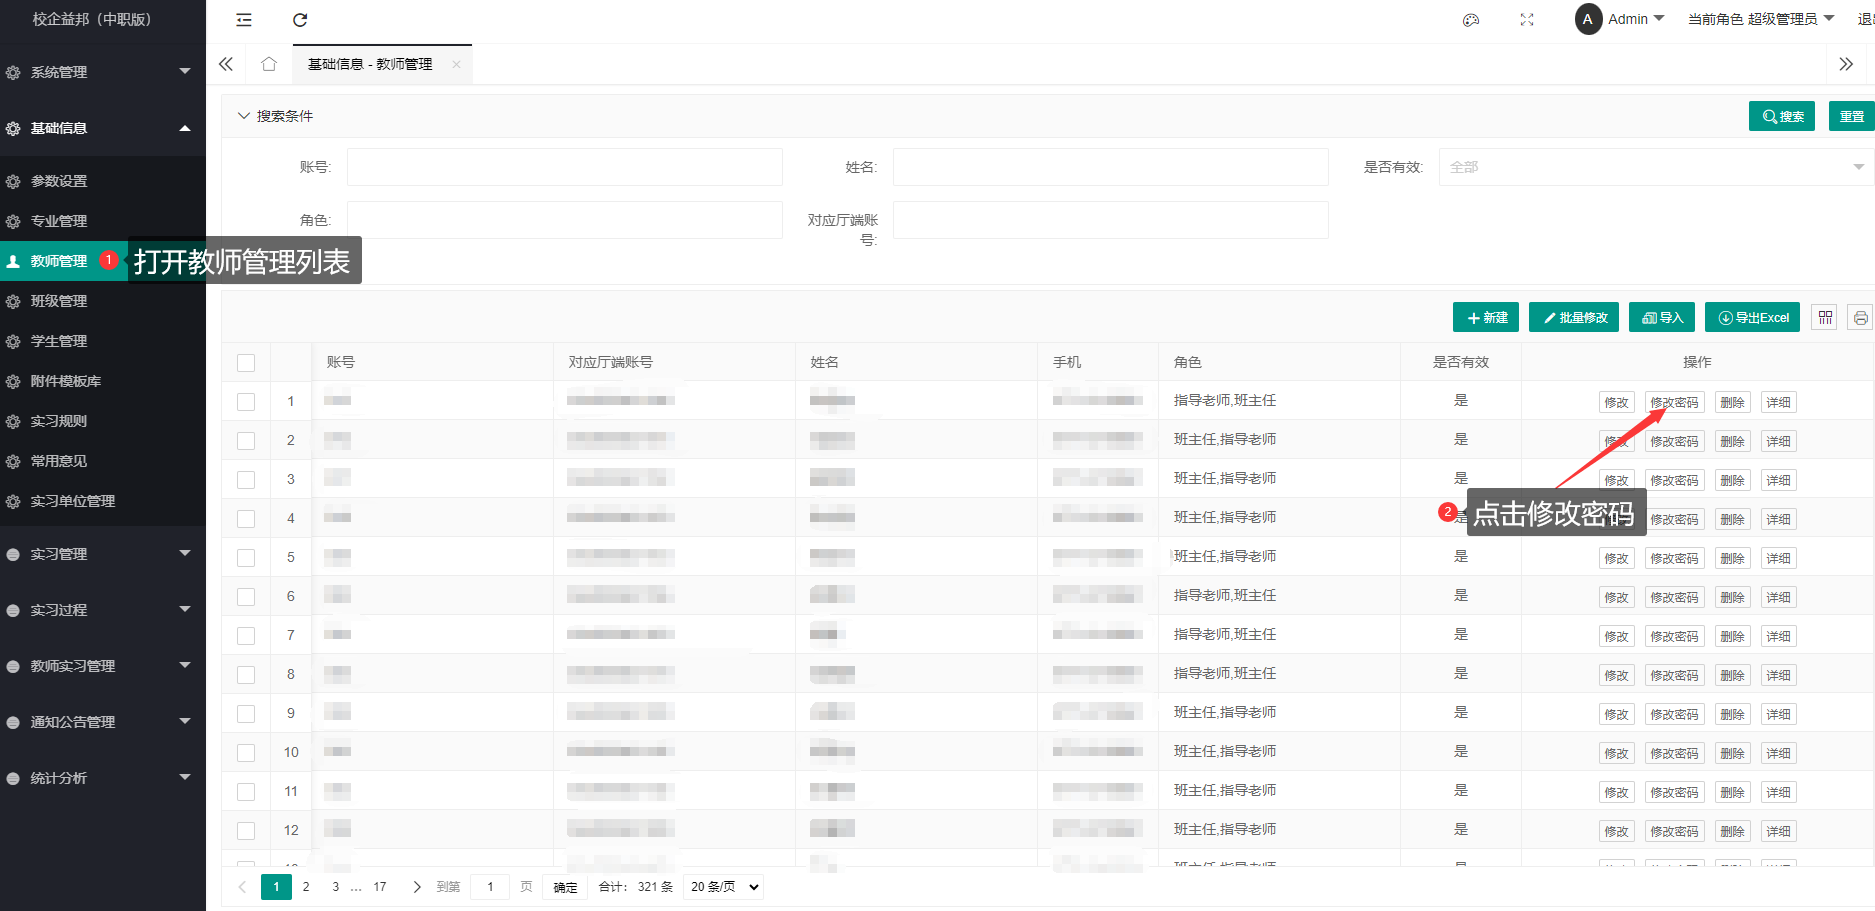 校企益邦（中职版）
A Admin 当前角色 超级管理员
系统管理
基础信息
参数设置
专业管理
教师管理
班级管理
学生管理
附件模板库
实习规则
常用意见
实习单位管理
实习管理
实习过程
教师实习管理
通知公告管理
统计分析
基础信息 - 教师管理
搜索条件 搜索 重置
账号: 姓名: 是否有效: 全部
角色: 对应厅端账号:
1 打开教师管理列表
新建 批量修改 导入 导出Excel
账号 对应厅端账号 姓名 手机 角色 是否有效 操作
1 指导老师,班主任 是 修改 修改密码 删除 详细
2 班主任,指导老师 是 修改 修改密码 删除 详细
3 班主任,指导老师 是 修改 修改密码 删除 详细
4 班主任,指导老师 是 修改密码 删除 详细
2 点击修改密码
5 班主任,指导老师 是 修改 修改密码 删除 详细
6 指导老师,班主任 是 修改 修改密码 删除 详细
7 指导老师,班主任 是 修改 修改密码 删除 详细
8 指导老师,班主任 是 修改 修改密码 删除 详细
9 班主任,指导老师 是 修改 修改密码 删除 详细
10 班主任,指导老师 是 修改 修改密码 删除 详细
11 班主任,指导老师 是 修改 修改密码 删除 详细
12 班主任,指导老师 是 修改 修改密码 删除 详细
1 2 3 ... 17 到第 1 页 确定 合计： 321 条 20 条/页